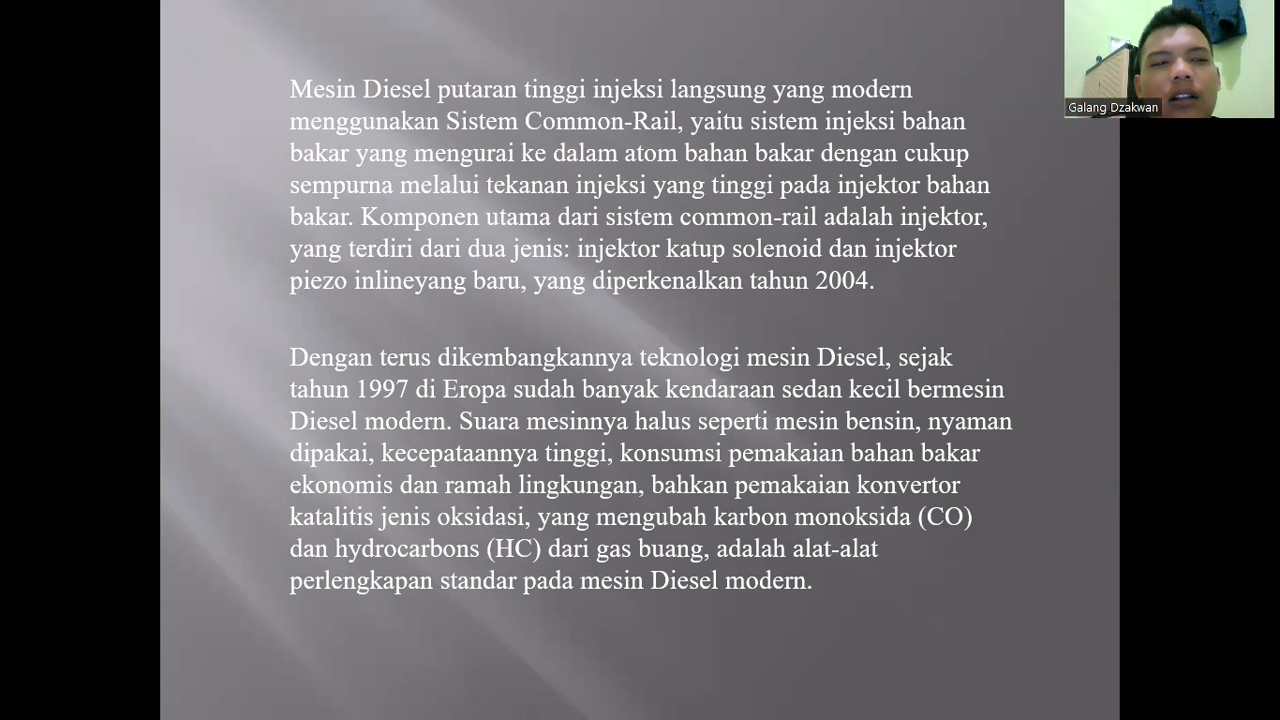 Mesin Diesel putaran tinggi injeksi langsung yang modern
menggunakan Sistem Common-Rail, yaitu sistem injeksi bahan
bakar yang mengurai ke dalam atom bahan bakar dengan cukup
sempurna melalui tekanan injeksi yang tinggi pada injektor bahan
bakar. Komponen utama dari sistem common-rail adalah injektor,
yang terdiri dari dua jenis: injektor katup solenoid dan injektor
piezo inlineyang baru, yang diperkenalkan tahun 2004.
Dengan terus dikembangkannya teknologi mesin Diesel, sejak
tahun 1997 di Eropa sudah banyak kendaraan sedan kecil bermesin
Diesel modern. Suara mesinnya halus seperti mesin bensin, nyaman
dipakai, kecepataannya tinggi, konsumsi pemakaian bahan bakar
ekonomis dan ramah lingkungan, bahkan pemakaian konvertor
katalitis jenis oksidasi, yang mengubah karbon monoksida (CO)
dan hydrocarbons (HC) dari gas buang, adalah alat-alat
perlengkapan standar pada mesin Diesel modern.
Galang Dzakwan